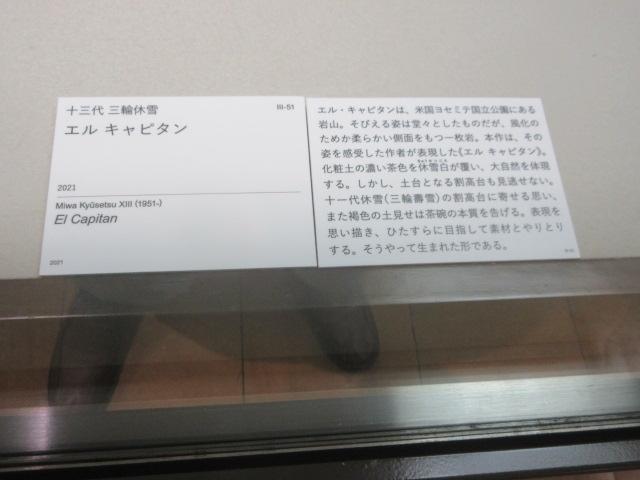 十三代 三輪休雪
III-51
エル キャピタン
2021
Miwa Kyūsetsu XIII (1951-)
El Capitan
2021
エル・キャピタンは、米国ヨセミテ国立公園にある
岩山。そびえる姿は堂々としたものだが、風化の
ためか柔らかい側面をもつ一枚岩。本作は、その
姿を感受した作者が表現した《エル キャピタン》。
化粧土の濃い茶色を休雪白が覆い、大自然を体現
する。しかし、土台となる割高台も見逃せない。
十一代休雪(三輪壽雪)の割高台に寄せる思い、
また褐色の土見せは茶碗の本質を告げる。表現を
思い描き、ひたすらに目指して素材とやりとり
する。そうやって生まれた形である。